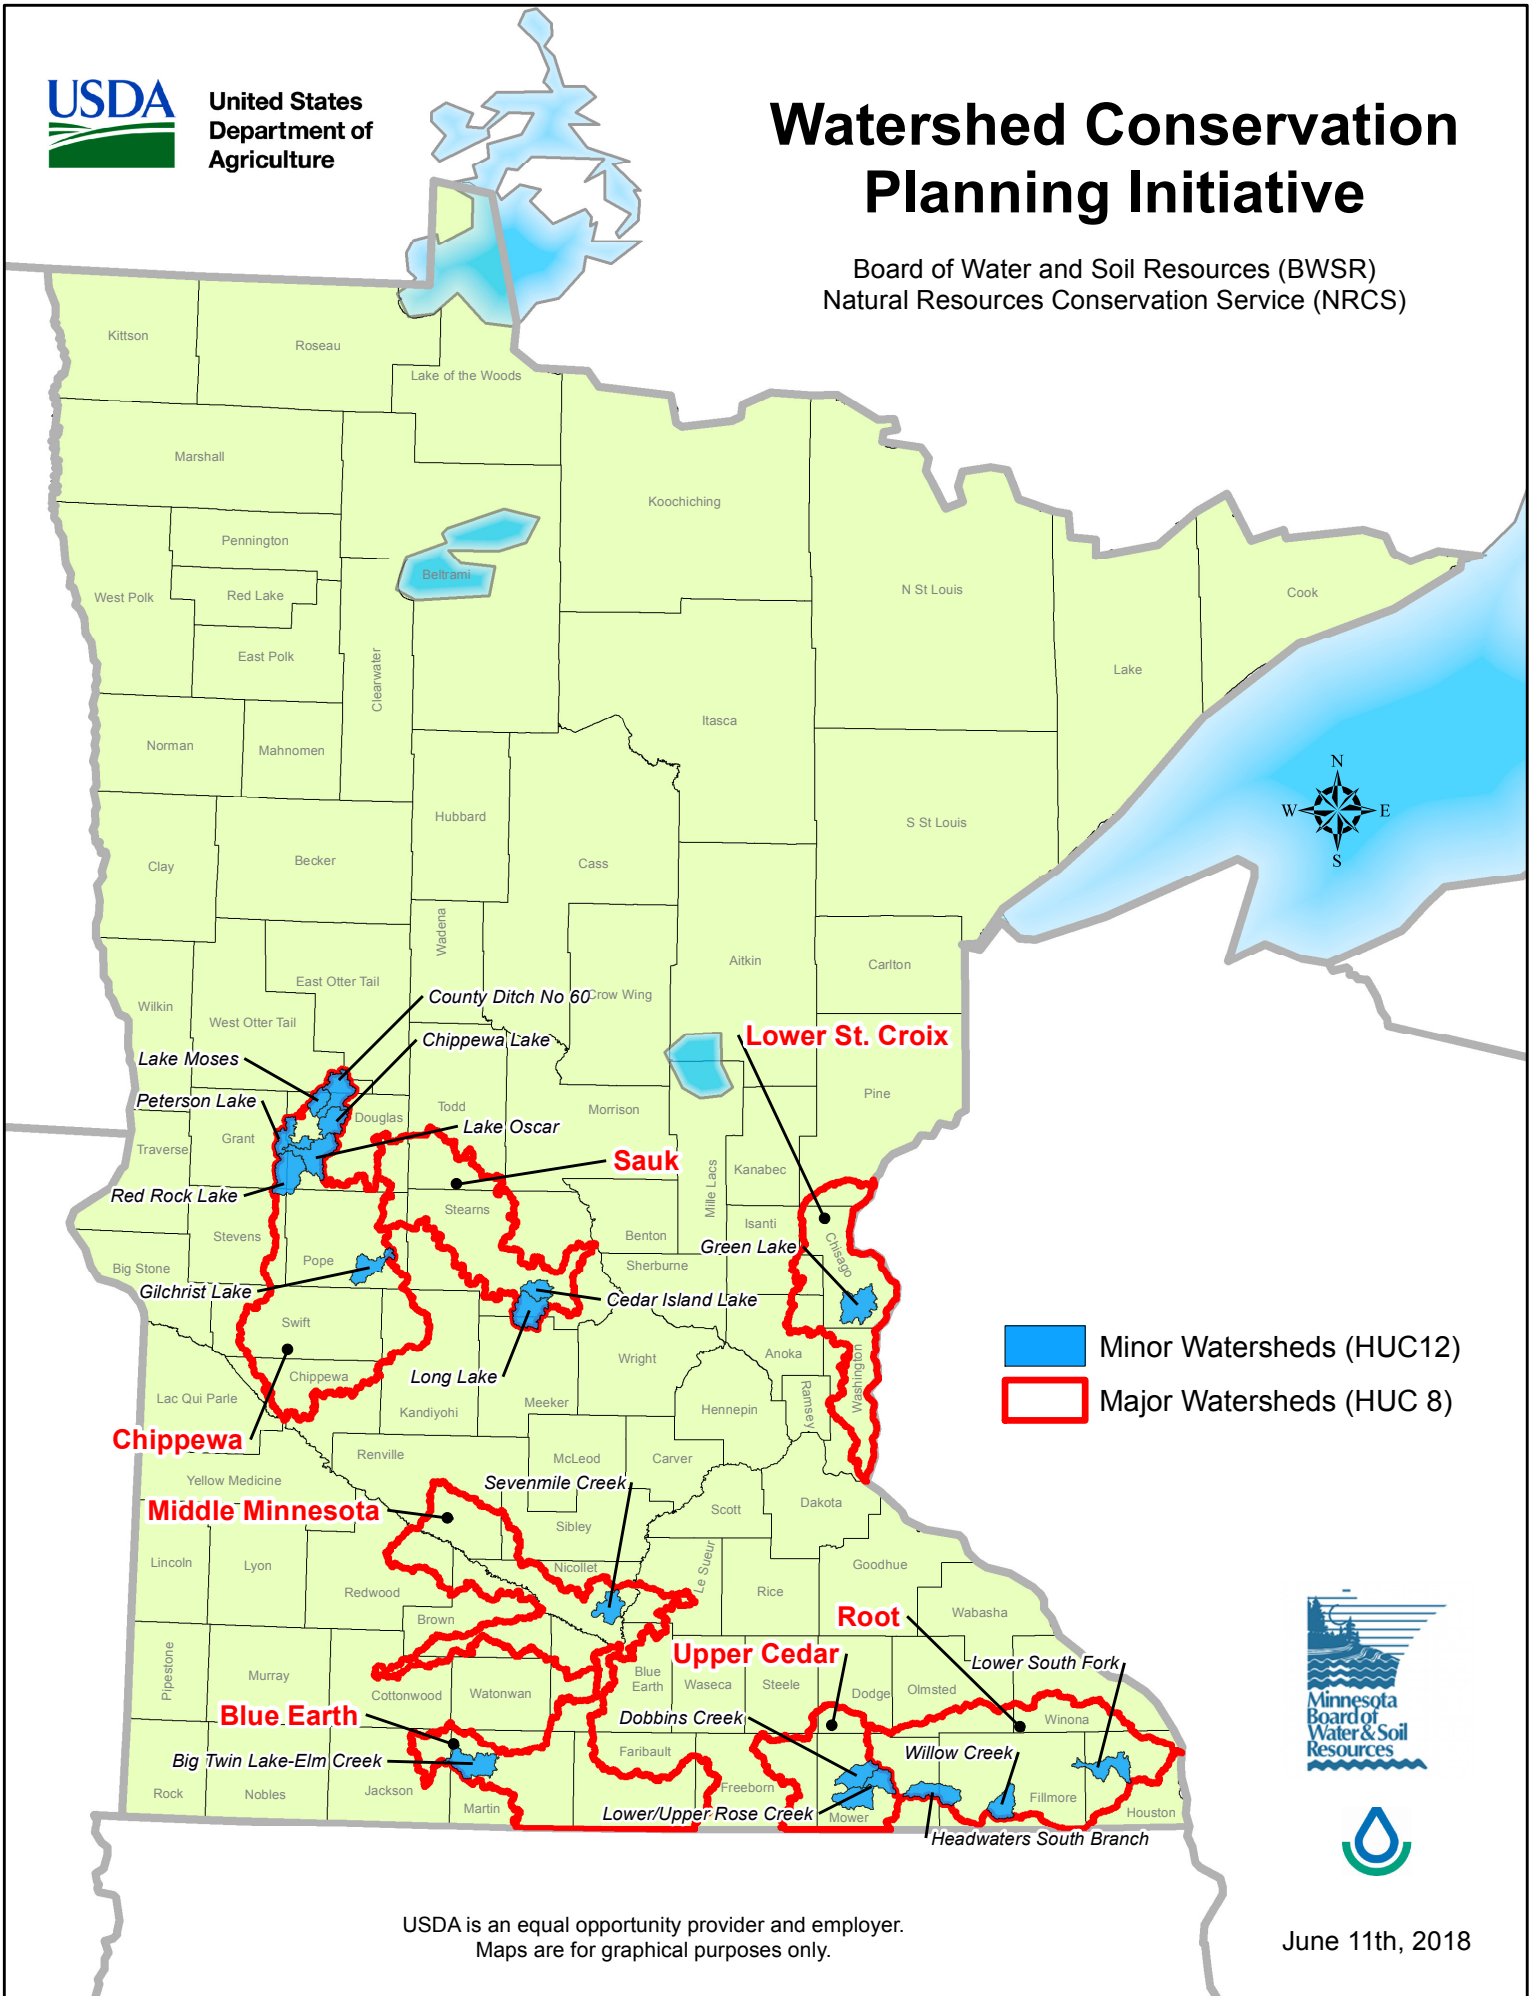 USDA
United States
Department of
Agriculture
Watershed Conservation
Planning Initiative
Board of Water and Soil Resources (BWSR)
Natural Resources Conservation Service (NRCS)
Kittson
Roseau
Lake of the Woods
Marshall
Koochiching
Pennington
Beltrami
N St Louis
Cook
West Polk
Red Lake
East Polk
Clearwater
Lake
Itasca
Norman
Mahnomen
N
W
E
S
Hubbard
S St Louis
Clay
Becker
Cass
Wadena
Aitkin
Carlton
East Otter Tail
County Ditch No 60
Crow Wing
Wilkin
West Otter Tail
Lower St. Croix
Chippewa Lake
Lake Moses
Pine
Peterson Lake
Douglas
Todd
Morrison
Lake Oscar
Grant
Traverse
Sauk
Kanabec
Mille Lacs
Red Rock Lake
Stearns
Isanti
Stevens
Benton
Green Lake
Chisago
Pope
Big Stone
Sherburne
Gilchrist Lake
Cedar Island Lake
Swift
Minor Watersheds (HUC12)
Anoka
Wright
Washington
Chippewa
Long Lake
Lac Qui Parle
Meeker
Kandiyohi
Hennepin
Ramsey
Major Watersheds (HUC 8)
Chippewa
Renville
McLeod
Carver
Yellow Medicine
Sevenmile Creek
Middle Minnesota
Scott
Dakota
Sibley
Lincoln
Lyon
Nicollet
Le Sueur
Goodhue
Redwood
Rice
Brown
Root
Wabasha
Upper Cedar
Pipestone
Murray
Blue
Earth
Waseca
Steele
Lower South Fork
Cottonwood
Watonwan
Dodge
Olmsted
Minnesota
Board of
Water & Soil
Resources
Blue Earth
Dobbins Creek
Winona
Big Twin Lake-Elm Creek
Faribault
Willow Creek
Rock
Nobles
Jackson
Freeborn
Fillmore
Martin
Lower/Upper Rose Creek
Mower
Houston
Headwaters South Branch
USDA is an equal opportunity provider and employer.
Maps are for graphical purposes only.
June 11th, 2018